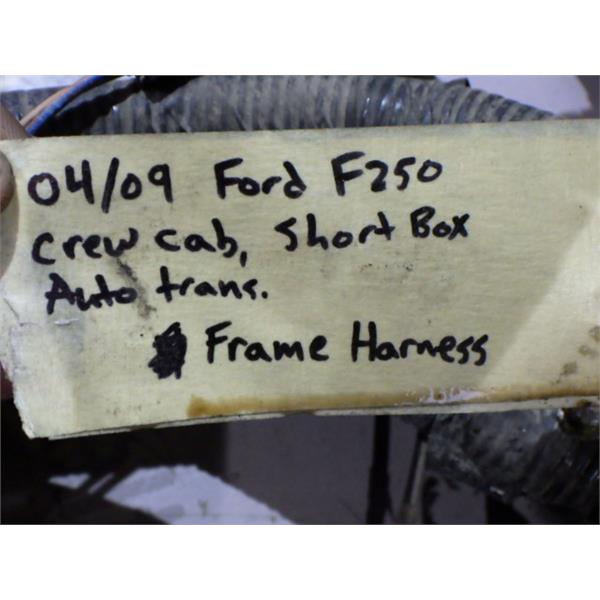 04/09 Ford F250
crew cab, short Box
Auto trans.
Frame Harness